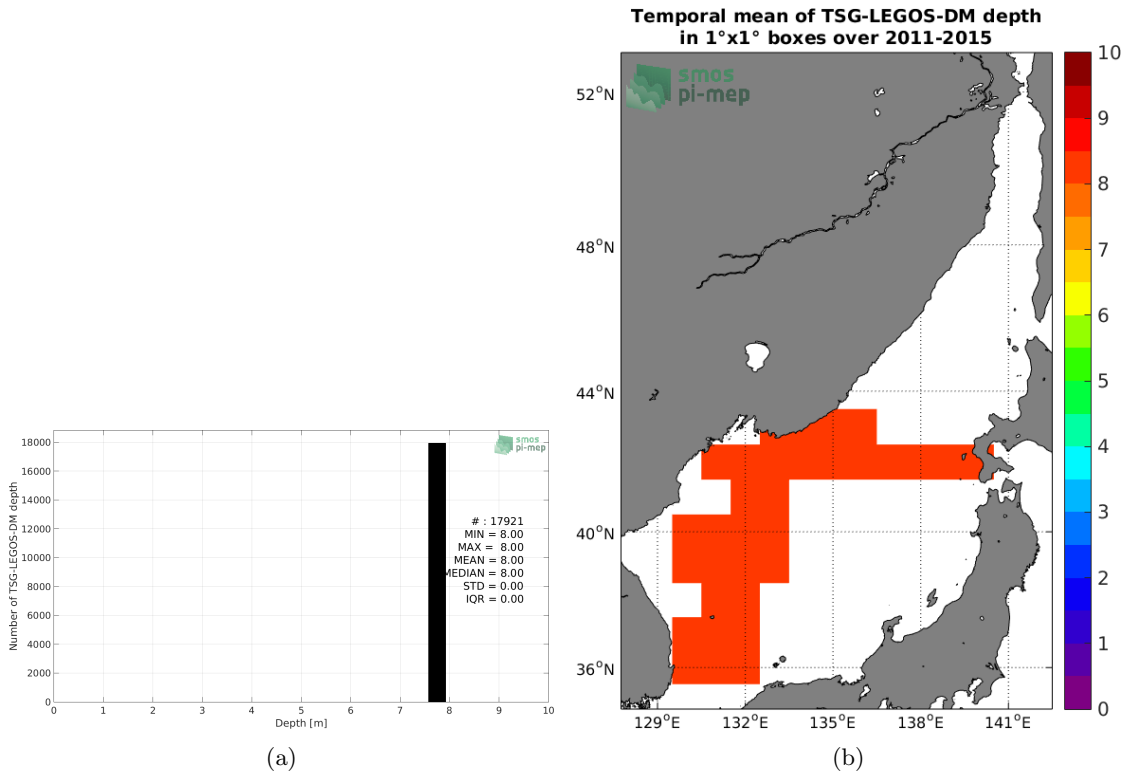 Temporal mean of TSG-LEGOS-DM depth
in 1°x1° boxes over 2011-2015
smos
pi-mep
52°N
48°N
44°N
40°N
36°N
129°E 132°E 135°E 138°E 141°E
10
9
8
7
6
5
4
3
2
1
0
(b)
Number of TSG-LEGOS-DM depth
18000
16000
14000
12000
10000
8000
6000
4000
2000
0
smos
pi-mep
# : 17921
MIN = 8.00
MAX = 8.00
MEAN = 8.00
MEDIAN = 8.00
STD = 0.00
IQR = 0.00
0 1 2 3 4 5 6 7 8 9 10
Depth [m]
(a)